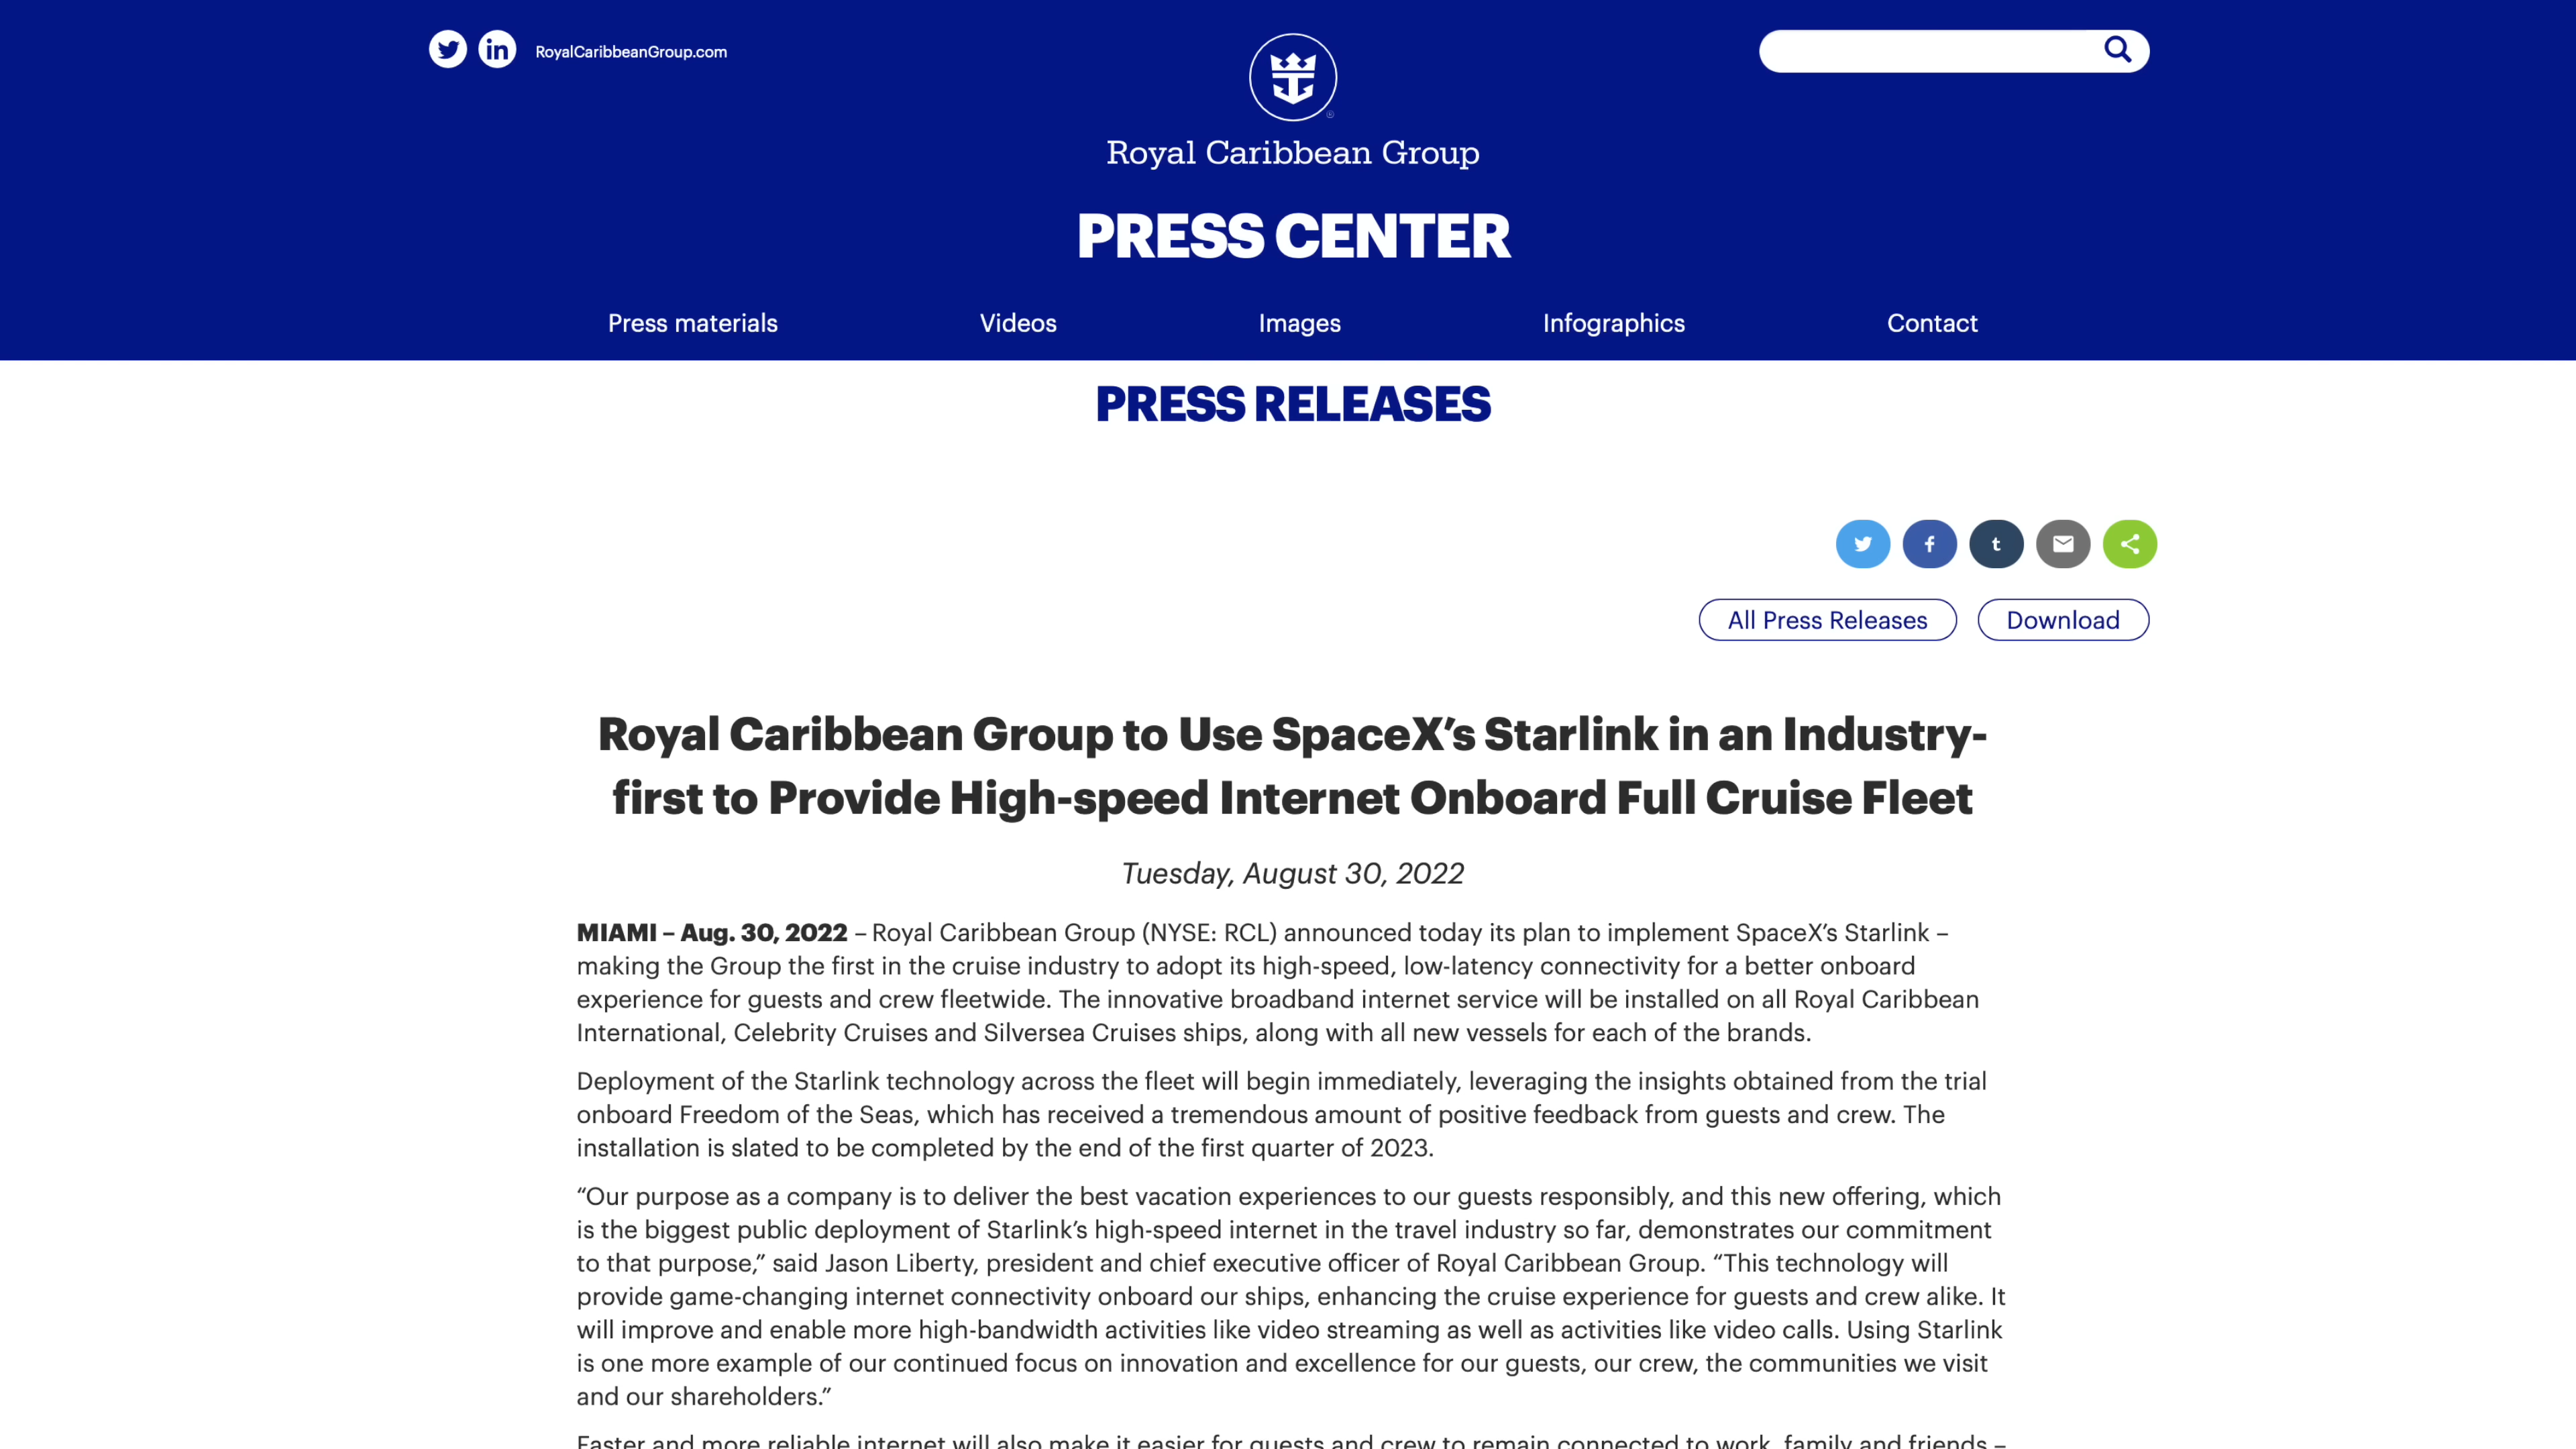 RoyalCaribbeanGroup.com
Royal Caribbean Group
PRESS CENTER
Press materials
Videos
Images
Infographics
Contact
PRESS RELEASES
All Press Releases
Download
Royal Caribbean Group to Use SpaceX’s Starlink in an Industry-
first to Provide High-speed Internet Onboard Full Cruise Fleet
Tuesday, August 30, 2022
MIAMI – Aug. 30, 2022 – Royal Caribbean Group (NYSE: RCL) announced today its plan to implement SpaceX’s Starlink –
making the Group the first in the cruise industry to adopt its high-speed, low-latency connectivity for a better onboard
experience for guests and crew fleetwide. The innovative broadband internet service will be installed on all Royal Caribbean
International, Celebrity Cruises and Silversea Cruises ships, along with all new vessels for each of the brands.
Deployment of the Starlink technology across the fleet will begin immediately, leveraging the insights obtained from the trial
onboard Freedom of the Seas, which has received a tremendous amount of positive feedback from guests and crew. The
installation is slated to be completed by the end of the first quarter of 2023.
“Our purpose as a company is to deliver the best vacation experiences to our guests responsibly, and this new offering, which
is the biggest public deployment of Starlink’s high-speed internet in the travel industry so far, demonstrates our commitment
to that purpose,” said Jason Liberty, president and chief executive officer of Royal Caribbean Group. “This technology will
provide game-changing internet connectivity onboard our ships, enhancing the cruise experience for guests and crew alike. It
will improve and enable more high-bandwidth activities like video streaming as well as activities like video calls. Using Starlink
is one more example of our continued focus on innovation and excellence for our guests, our crew, the communities we visit
and our shareholders.”
Faster and more reliable internet will also make it easier for guests and crew to remain connected to work, family and friends –